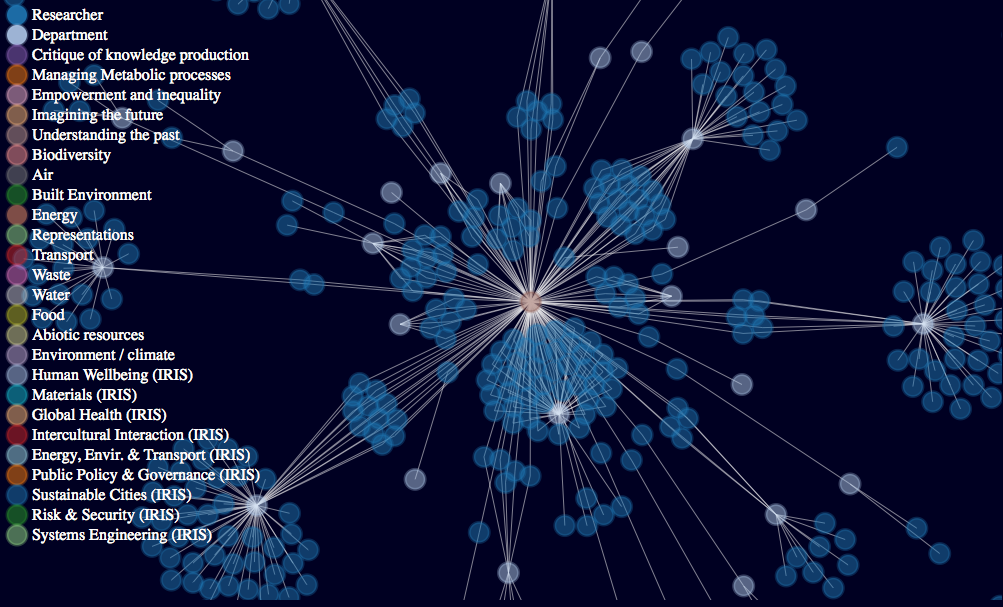 Researcher
Department
Critique of knowledge production
Managing Metabolic processes
Empowerment and inequality
Imagining the future
Understanding the past
Biodiversity
Air
Built Environment
Energy
Representations
Transport
Waste
Water
Food
Abiotic resources
Environment / climate
Human Wellbeing (IRIS)
Materials (IRIS)
Global Health (IRIS)
Intercultural Interaction (IRIS)
Energy, Envir. & Transport (IRIS)
Public Policy & Governance (IRIS)
Sustainable Cities (IRIS)
Risk & Security (IRIS)
Systems Engineering (IRIS)